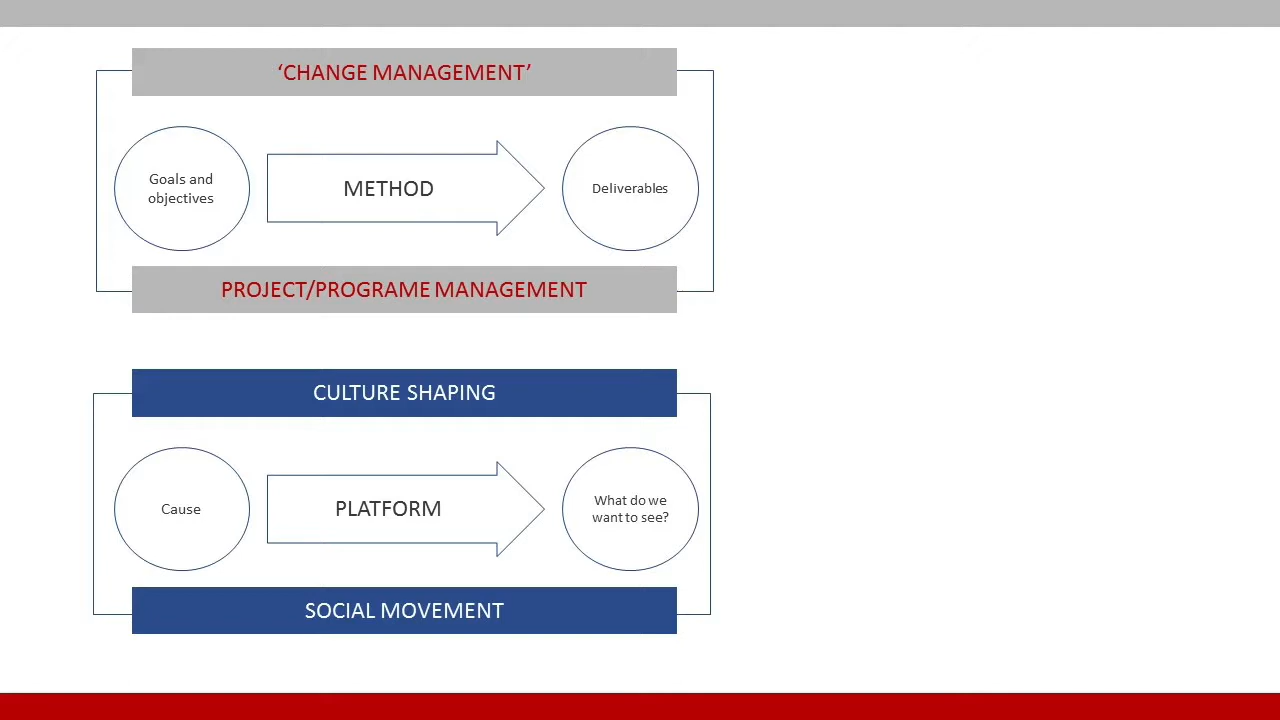 ‘CHANGE MANAGEMENT’
Goals and
objectives
METHOD
Deliverables
PROJECT/PROGRAME MANAGEMENT
CULTURE SHAPING
Cause
PLATFORM
What do we
want to see?
SOCIAL MOVEMENT